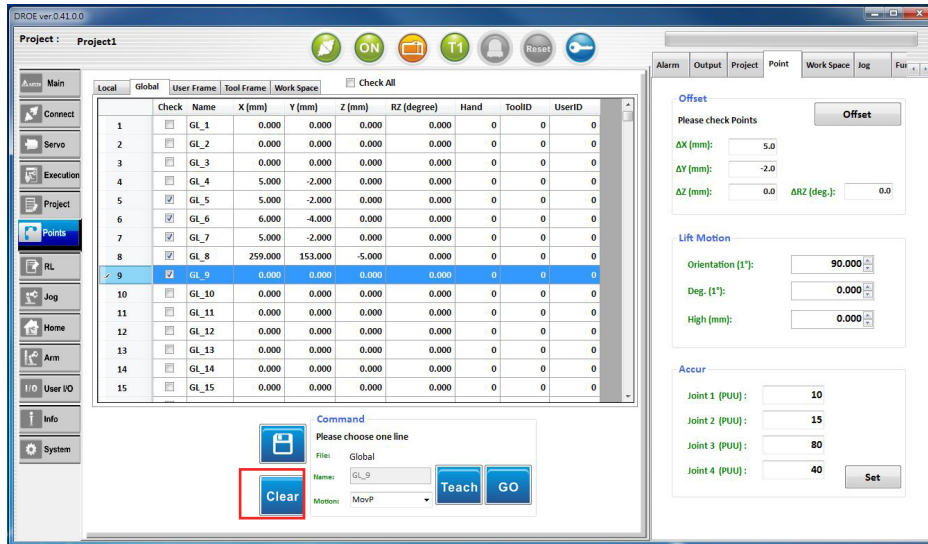 DROE ver.0.41.0.0
Project : Project1
ON T1 Reset
Main
Connect
Servo
Execution
Project
Points
RL
Jog
Home
Arm
I/O User I/O
Info
System
Local Global User Frame Tool Frame Work Space Check All
Check Name X (mm) Y (mm) Z (mm) RZ (degree) Hand ToolID UserID
1 GL_1 0.000 0.000 0.000 0.000 0 0 0
2 GL_2 0.000 0.000 0.000 0.000 0 0 0
3 GL_3 0.000 0.000 0.000 0.000 0 0 0
4 GL_4 5.000 -2.000 0.000 0.000 0 0 0
5 GL_5 5.000 -2.000 0.000 0.000 0 0 0
6 GL_6 6.000 -4.000 0.000 0.000 0 0 0
7 GL_7 5.000 -2.000 0.000 0.000 0 0 0
8 GL_8 259.000 153.000 -5.000 0.000 0 0 0
9 GL_9 0.000 0.000 0.000 0.000 0 0 0
10 GL_10 0.000 0.000 0.000 0.000 0 0 0
11 GL_11 0.000 0.000 0.000 0.000 0 0 0
12 GL_12 0.000 0.000 0.000 0.000 0 0 0
13 GL_13 0.000 0.000 0.000 0.000 0 0 0
14 GL_14 0.000 0.000 0.000 0.000 0 0 0
15 GL_15 0.000 0.000 0.000 0.000 0 0 0
Clear
Command
Please choose one line
File: Global
Name: GL_9
Motion: MovP
Teach GO
Alarm Output Project Point Work Space Jog Fun
Offset
Please check Points Offset
ΔX (mm): 5.0
ΔY (mm): -2.0
ΔZ (mm): 0.0 ΔRZ (deg.): 0.0
Lift Motion
Orientation (1°): 90.000
Deg. (1°): 0.000
High (mm): 0.000
Accur
Joint 1 (PUU) : 10
Joint 2 (PUU) : 15
Joint 3 (PUU) : 80
Joint 4 (PUU) : 40
Set